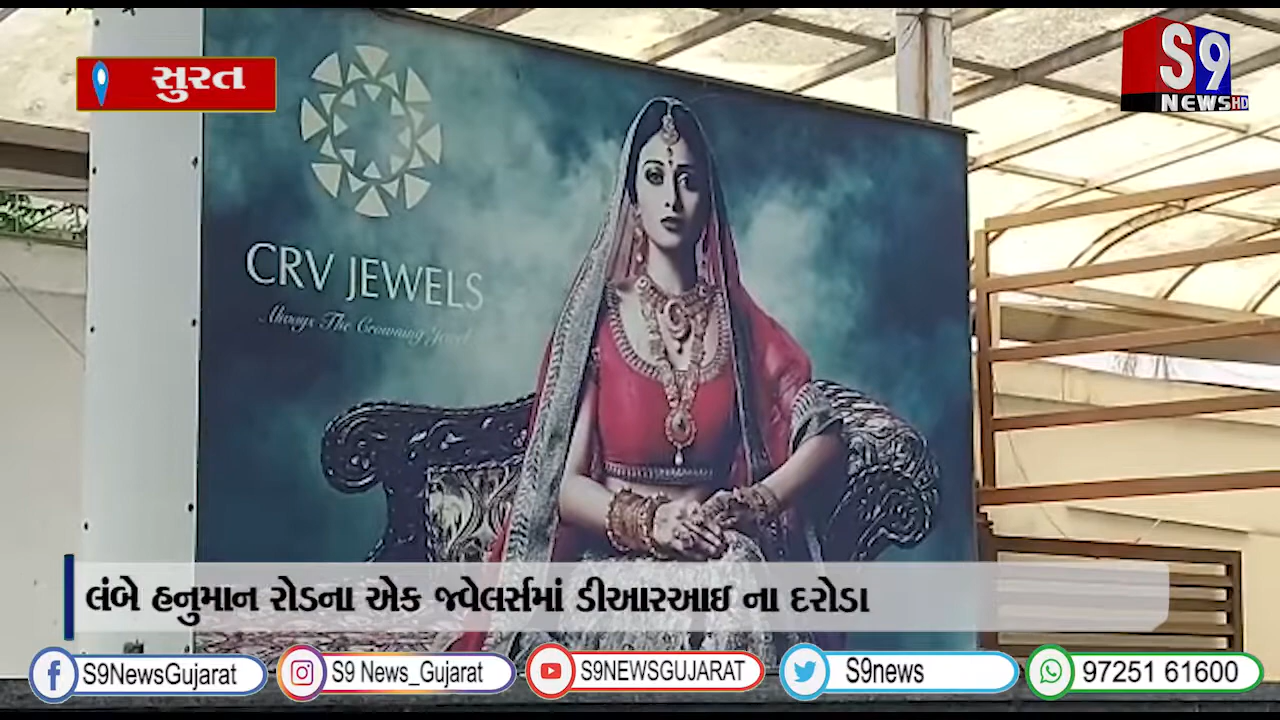 સુરત
S9
NEWS HD
CRV JEWELS
Always The Crowning Jewel
લંબે હનુમાન રોડના એક જ્વેલર્સમાં ડીઆરઆઇ ના દરોડા
S9NewsGujarat
S9 News_Gujarat
S9NEWSGUJARAT
S9news
97251 61600